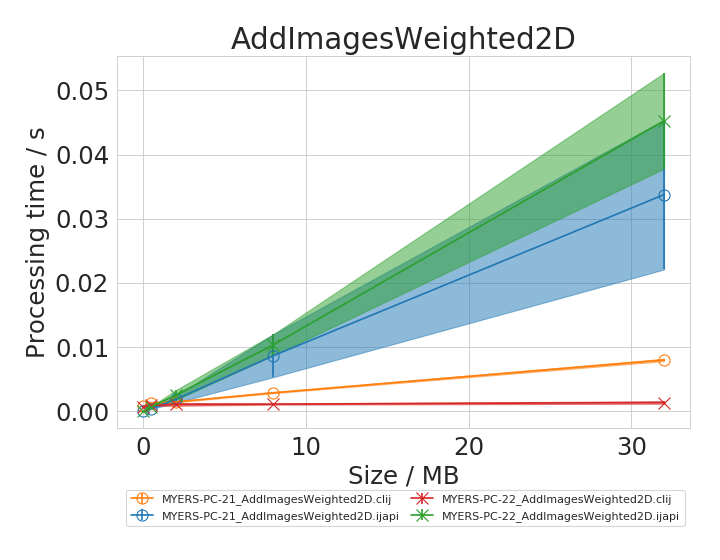 AddImagesWeighted2D
0.05
0.04
0.03
0.02
0.01
0.00
Processing time / s
0 10 20 30
Size / MB
MYERS-PC-21_AddImagesWeighted2D.clij MYERS-PC-22_AddImagesWeighted2D.clij
MYERS-PC-21_AddImagesWeighted2D.ijapi MYERS-PC-22_AddImagesWeighted2D.ijapi